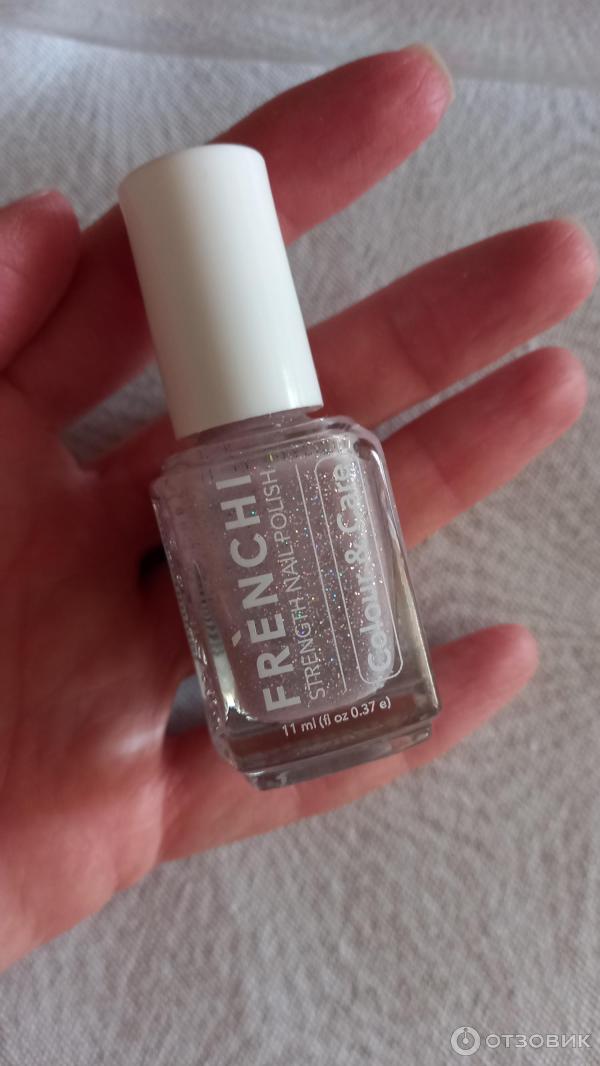 FRÈNCHI
STRENGTH NAIL POLISH
Colour & Care
11 ml (fl oz 0.37 e)
ОТЗОВИК